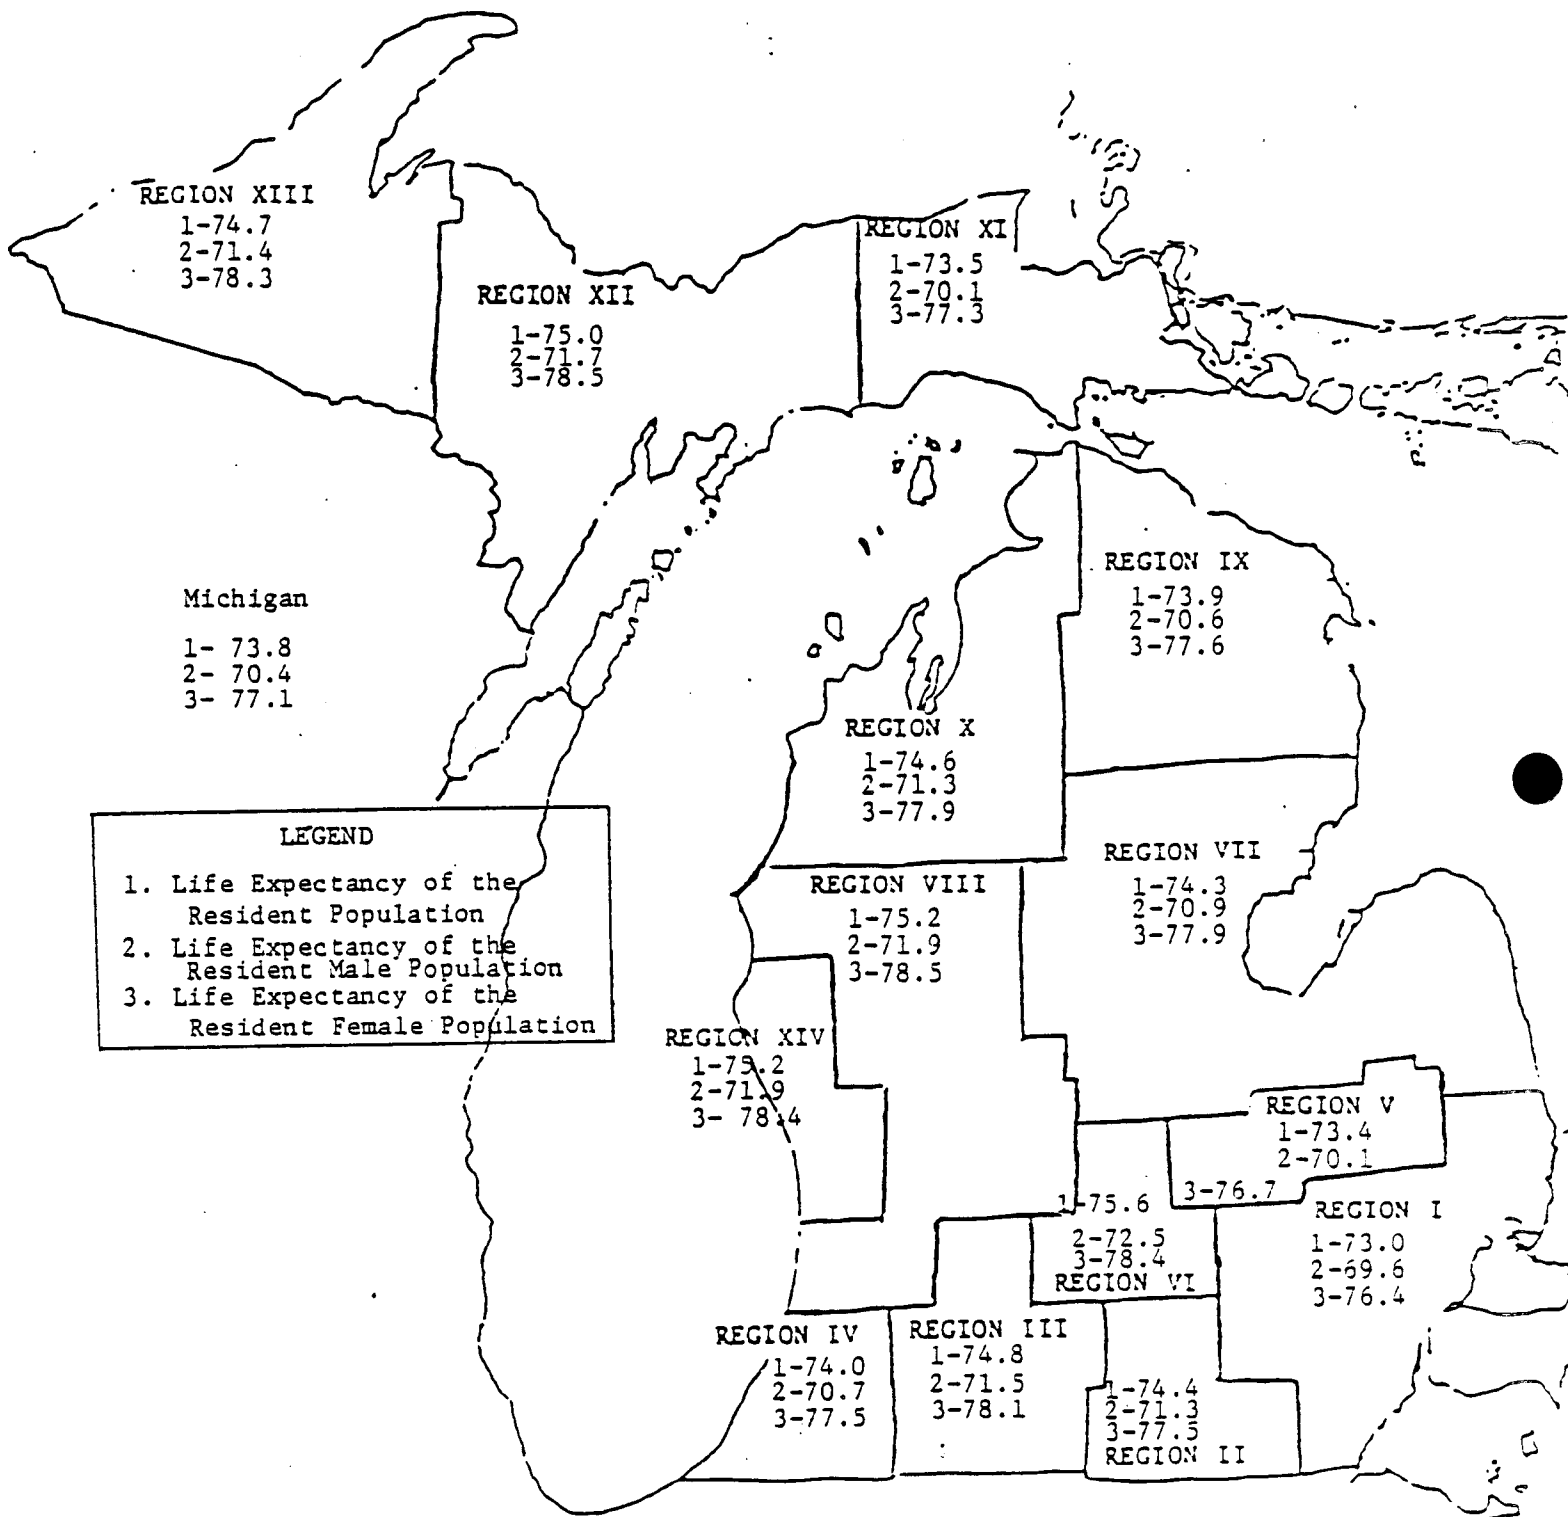 REGION XIII
1-74.7
2-71.4
3-78.3
REGION XII
1-75.0
2-71.7
3-78.5
REGION XI
1-73.5
2-70.1
3-77.3
REGION IX
1-73.9
2-70.6
3-77.6
Michigan
1- 73.8
2- 70.4
3- 77.1
REGION X
1-74.6
2-71.3
3-77.9
LEGEND
1. Life Expectancy of the
Resident Population
2. Life Expectancy of the
Resident Male Population
3. Life Expectancy of the
Resident Female Population
REGION VIII
1-75.2
2-71.9
3-78.5
REGION VII
1-74.3
2-70.9
3-77.9
REGION XIV
1-75.2
2-71.9
3- 78.4
REGION V
1-73.4
2-70.1
3-76.7
1-75.6
2-72.5
3-78.4
REGION VI
REGION I
1-73.0
2-69.6
3-76.4
REGION IV
1-74.0
2-70.7
3-77.5
REGION III
1-74.8
2-71.5
3-78.1
1-74.4
2-71.3
3-77.5
REGION II